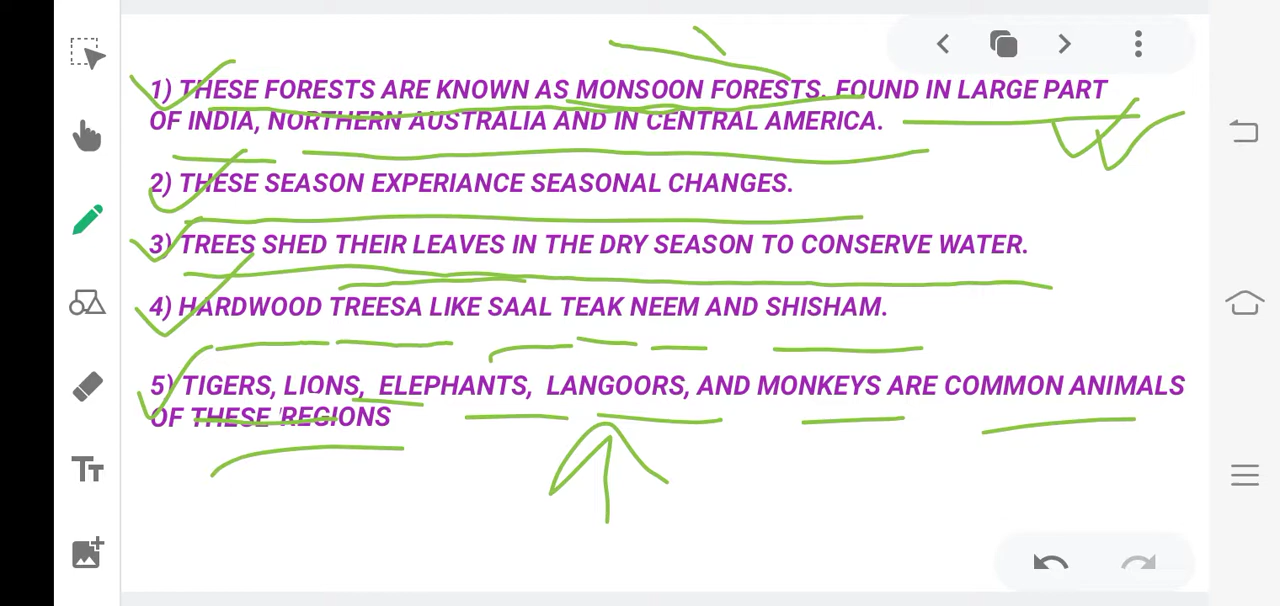 1) THESE FORESTS ARE KNOWN AS MONSOON FORESTS. FOUND IN LARGE PART
OF INDIA, NORTHERN AUSTRALIA AND IN CENTRAL AMERICA.
2) THESE SEASON EXPERIANCE SEASONAL CHANGES.
3) TREES SHED THEIR LEAVES IN THE DRY SEASON TO CONSERVE WATER.
4) HARDWOOD TREESA LIKE SAAL TEAK NEEM AND SHISHAM.
5) TIGERS, LIONS, ELEPHANTS, LANGOORS, AND MONKEYS ARE COMMON ANIMALS
OF THESE REGIONS
TT